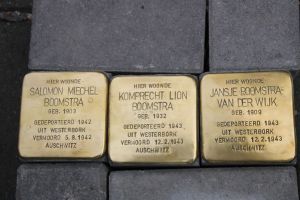 HIER WOONDE
SALOMON MECHEL
BOOMSTRA
GEB. 1903
GEDEPORTEERD 1942
UIT WESTERBORK
VERMOORD 5.8.1942
AUSCHWITZ
HIER WOONDE
KOMPRECHT LION
BOOMSTRA
GEB. 1932
GEDEPORTEERD 1943
UIT WESTERBORK
VERMOORD 12.2.1943
AUSCHWITZ
HIER WOONDE
JANSJE BOOMSTRA-
VAN DER WIJK
GEB. 1909
GEDEPORTEERD 1943
UIT WESTERBORK
VERMOORD 12.2.1943
AUSCHWITZ